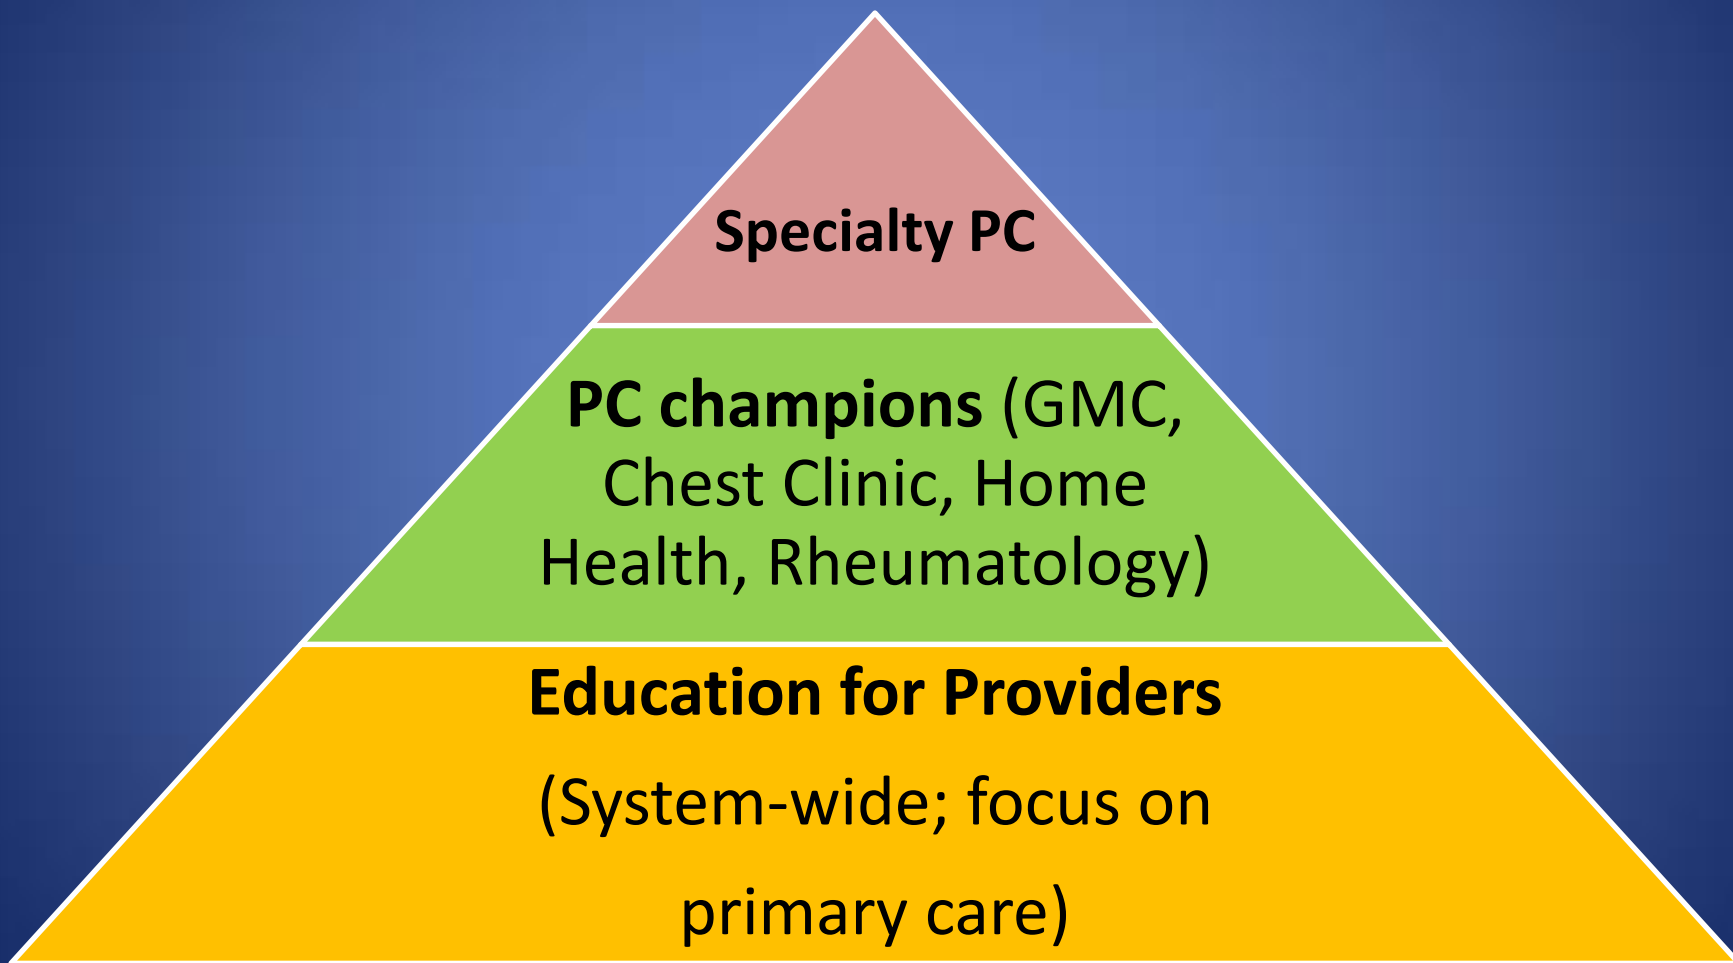 Specialty PC
PC champions (GMC,
Chest Clinic, Home
Health, Rheumatology)
Education for Providers
(System-wide; focus on
primary care)